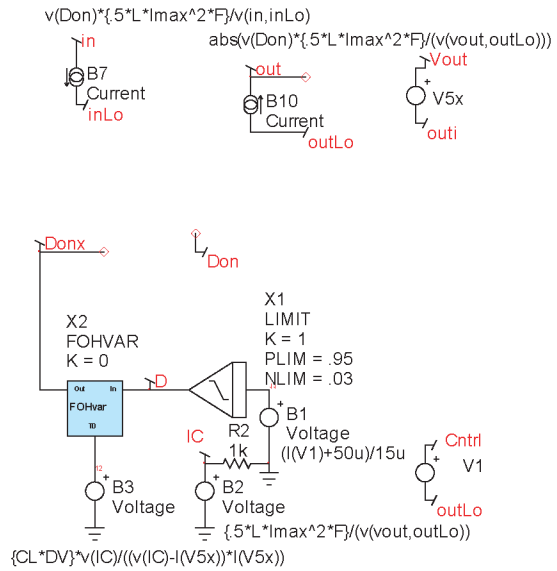 v(Don)*{.5*L*Imax^2*F}/v(in,inLo)
abs(v(Don)*{.5*L*Imax^2*F}/(v(vout,outLo)))
in
B7
Current
inLo
out
B10
Current
outLo
Vout
+
V5x
outi
Donx
Don
X2
FOHVAR
K = 0
Out
In
FOHvar
TD
D
X1
LIMIT
K = 1
PLIM = .95
NLIM = .03
11
+
B1
Voltage
(I(V1)+50u)/15u
R2
1k
IC
12
+
B3
Voltage
+
B2
Voltage
Cntrl
+
V1
outLo
{.5*L*Imax^2*F}/(v(vout,outLo))
{CL*DV}*v(IC)/((v(IC)-I(V5x))*I(V5x))